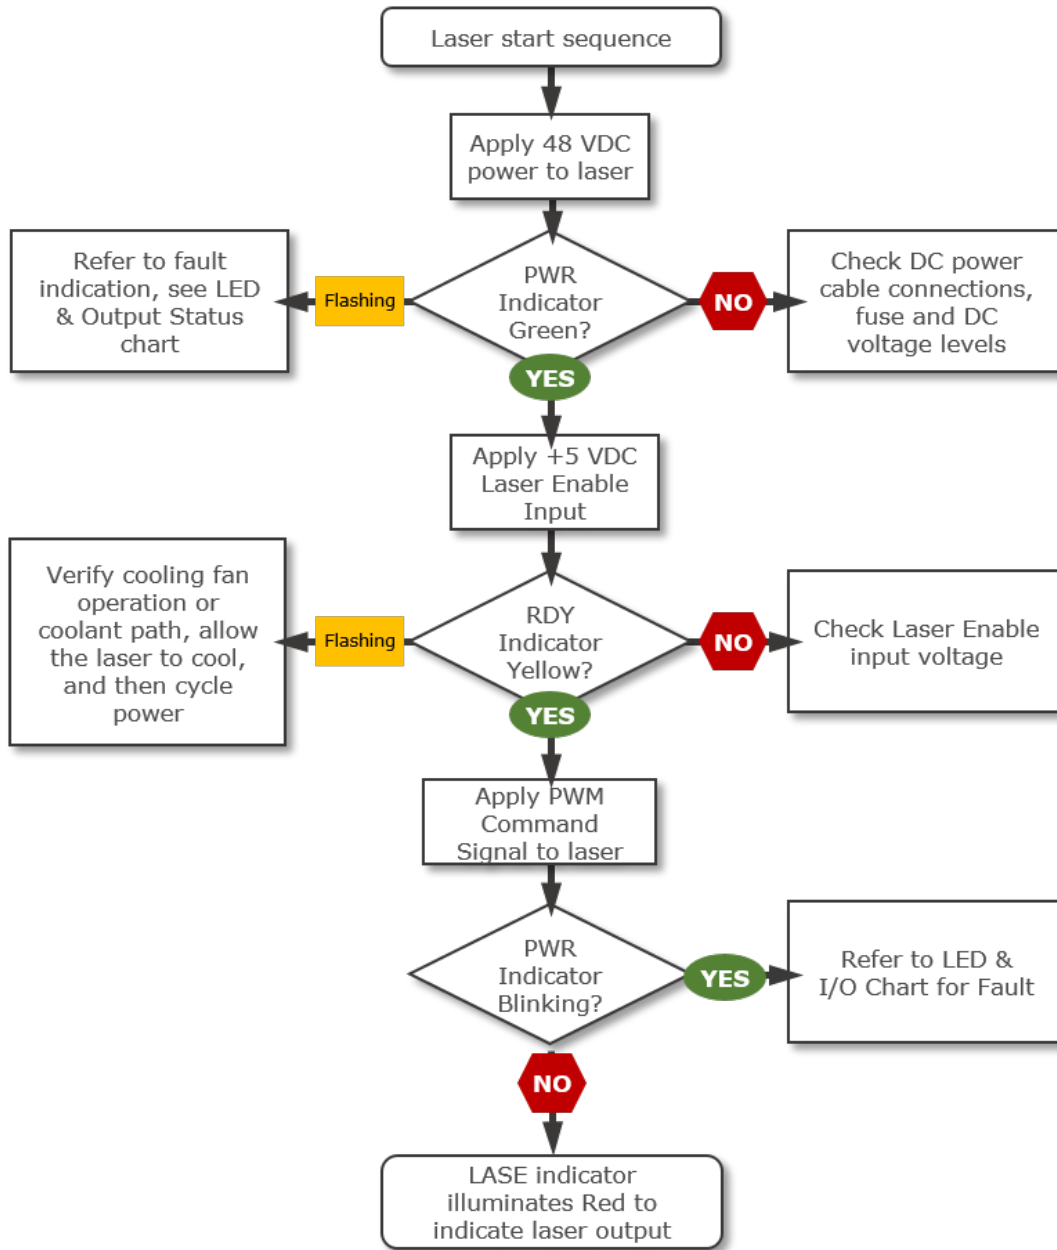 Laser start sequence
Apply 48 VDC
power to laser
PWR
Indicator
Green?
Flashing
Refer to fault
indication, see LED
& Output Status
chart
NO
Check DC power
cable connections,
fuse and DC
voltage levels
YES
Apply +5 VDC
Laser Enable
Input
RDY
Indicator
Yellow?
Flashing
Verify cooling fan
operation or
coolant path, allow
the laser to cool,
and then cycle
power
NO
Check Laser Enable
input voltage
YES
Apply PWM
Command
Signal to laser
PWR
Indicator
Blinking?
YES
Refer to LED &
I/O Chart for Fault
NO
LASE indicator
illuminates Red to
indicate laser output